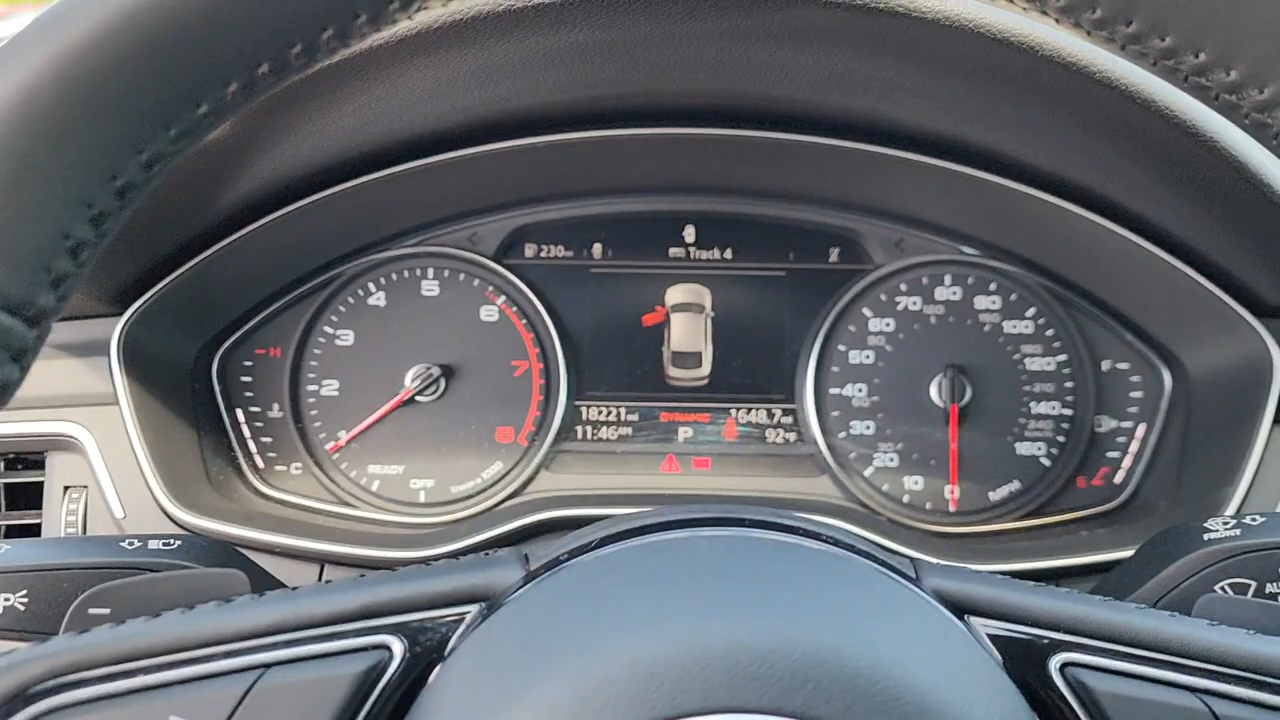 230
Track 4
H
C
1
2
3
4
5
6
7
8
READY
OFF
18221 mi
DYNAMIC
1648.7 mi
11:46 AM
P
92°F
0
10
20
30
40
50
60
70
80
90
100
120
140
160
MPH
F
E
FRONT